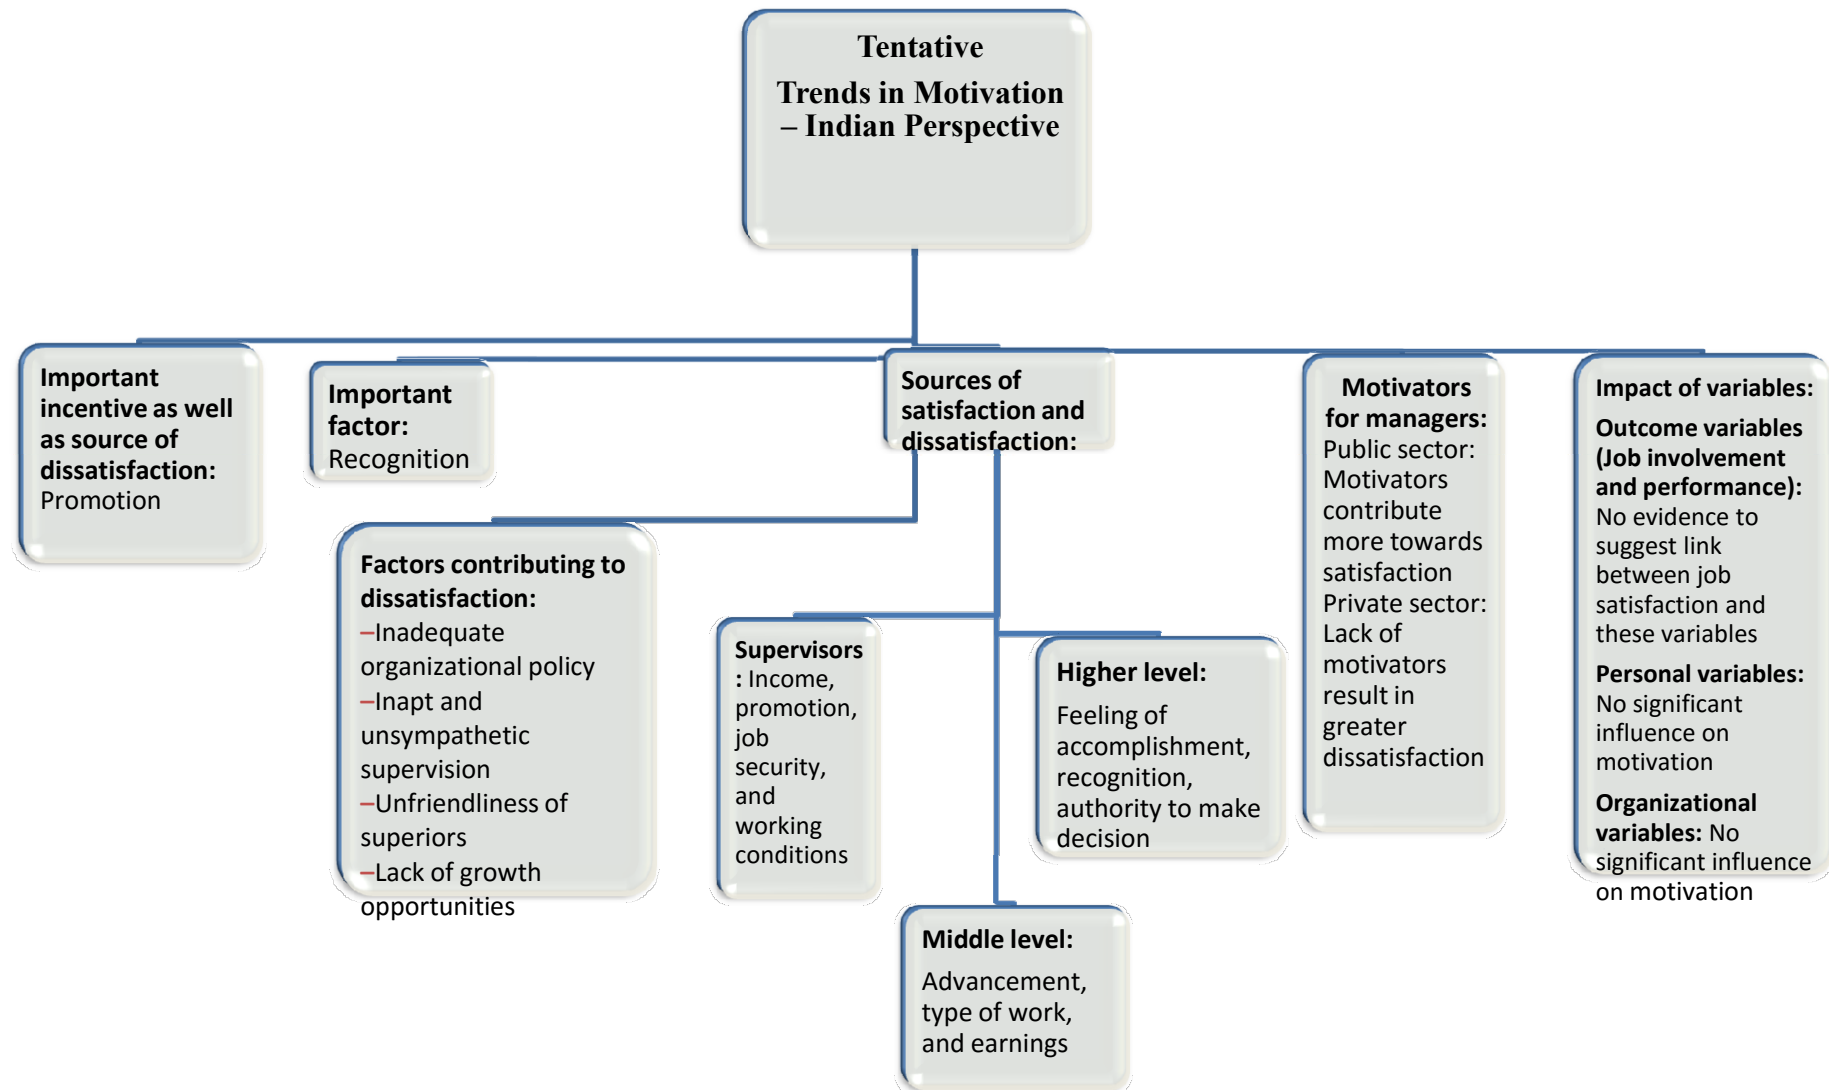 Tentative
Trends in Motivation
– Indian Perspective
Important
incentive as well
as source of
dissatisfaction:
Promotion
Important
factor:
Recognition
Sources of
satisfaction and
dissatisfaction:
Motivators
for managers:
Public sector:
Motivators
contribute
more towards
satisfaction
Private sector:
Lack of
motivators
result in
greater
dissatisfaction
Impact of variables:
Outcome variables
(Job involvement
and performance):
No evidence to
suggest link
between job
satisfaction and
these variables
Personal variables:
No significant
influence on
motivation
Organizational
variables: No
significant influence
on motivation
Factors contributing to
dissatisfaction:
–Inadequate
organizational policy
–Inapt and
unsympathetic
supervision
–Unfriendliness of
superiors
–Lack of growth
opportunities
Supervisors
: Income,
promotion,
job
security,
and
working
conditions
Higher level:
Feeling of
accomplishment,
recognition,
authority to make
decision
Middle level:
Advancement,
type of work,
and earnings